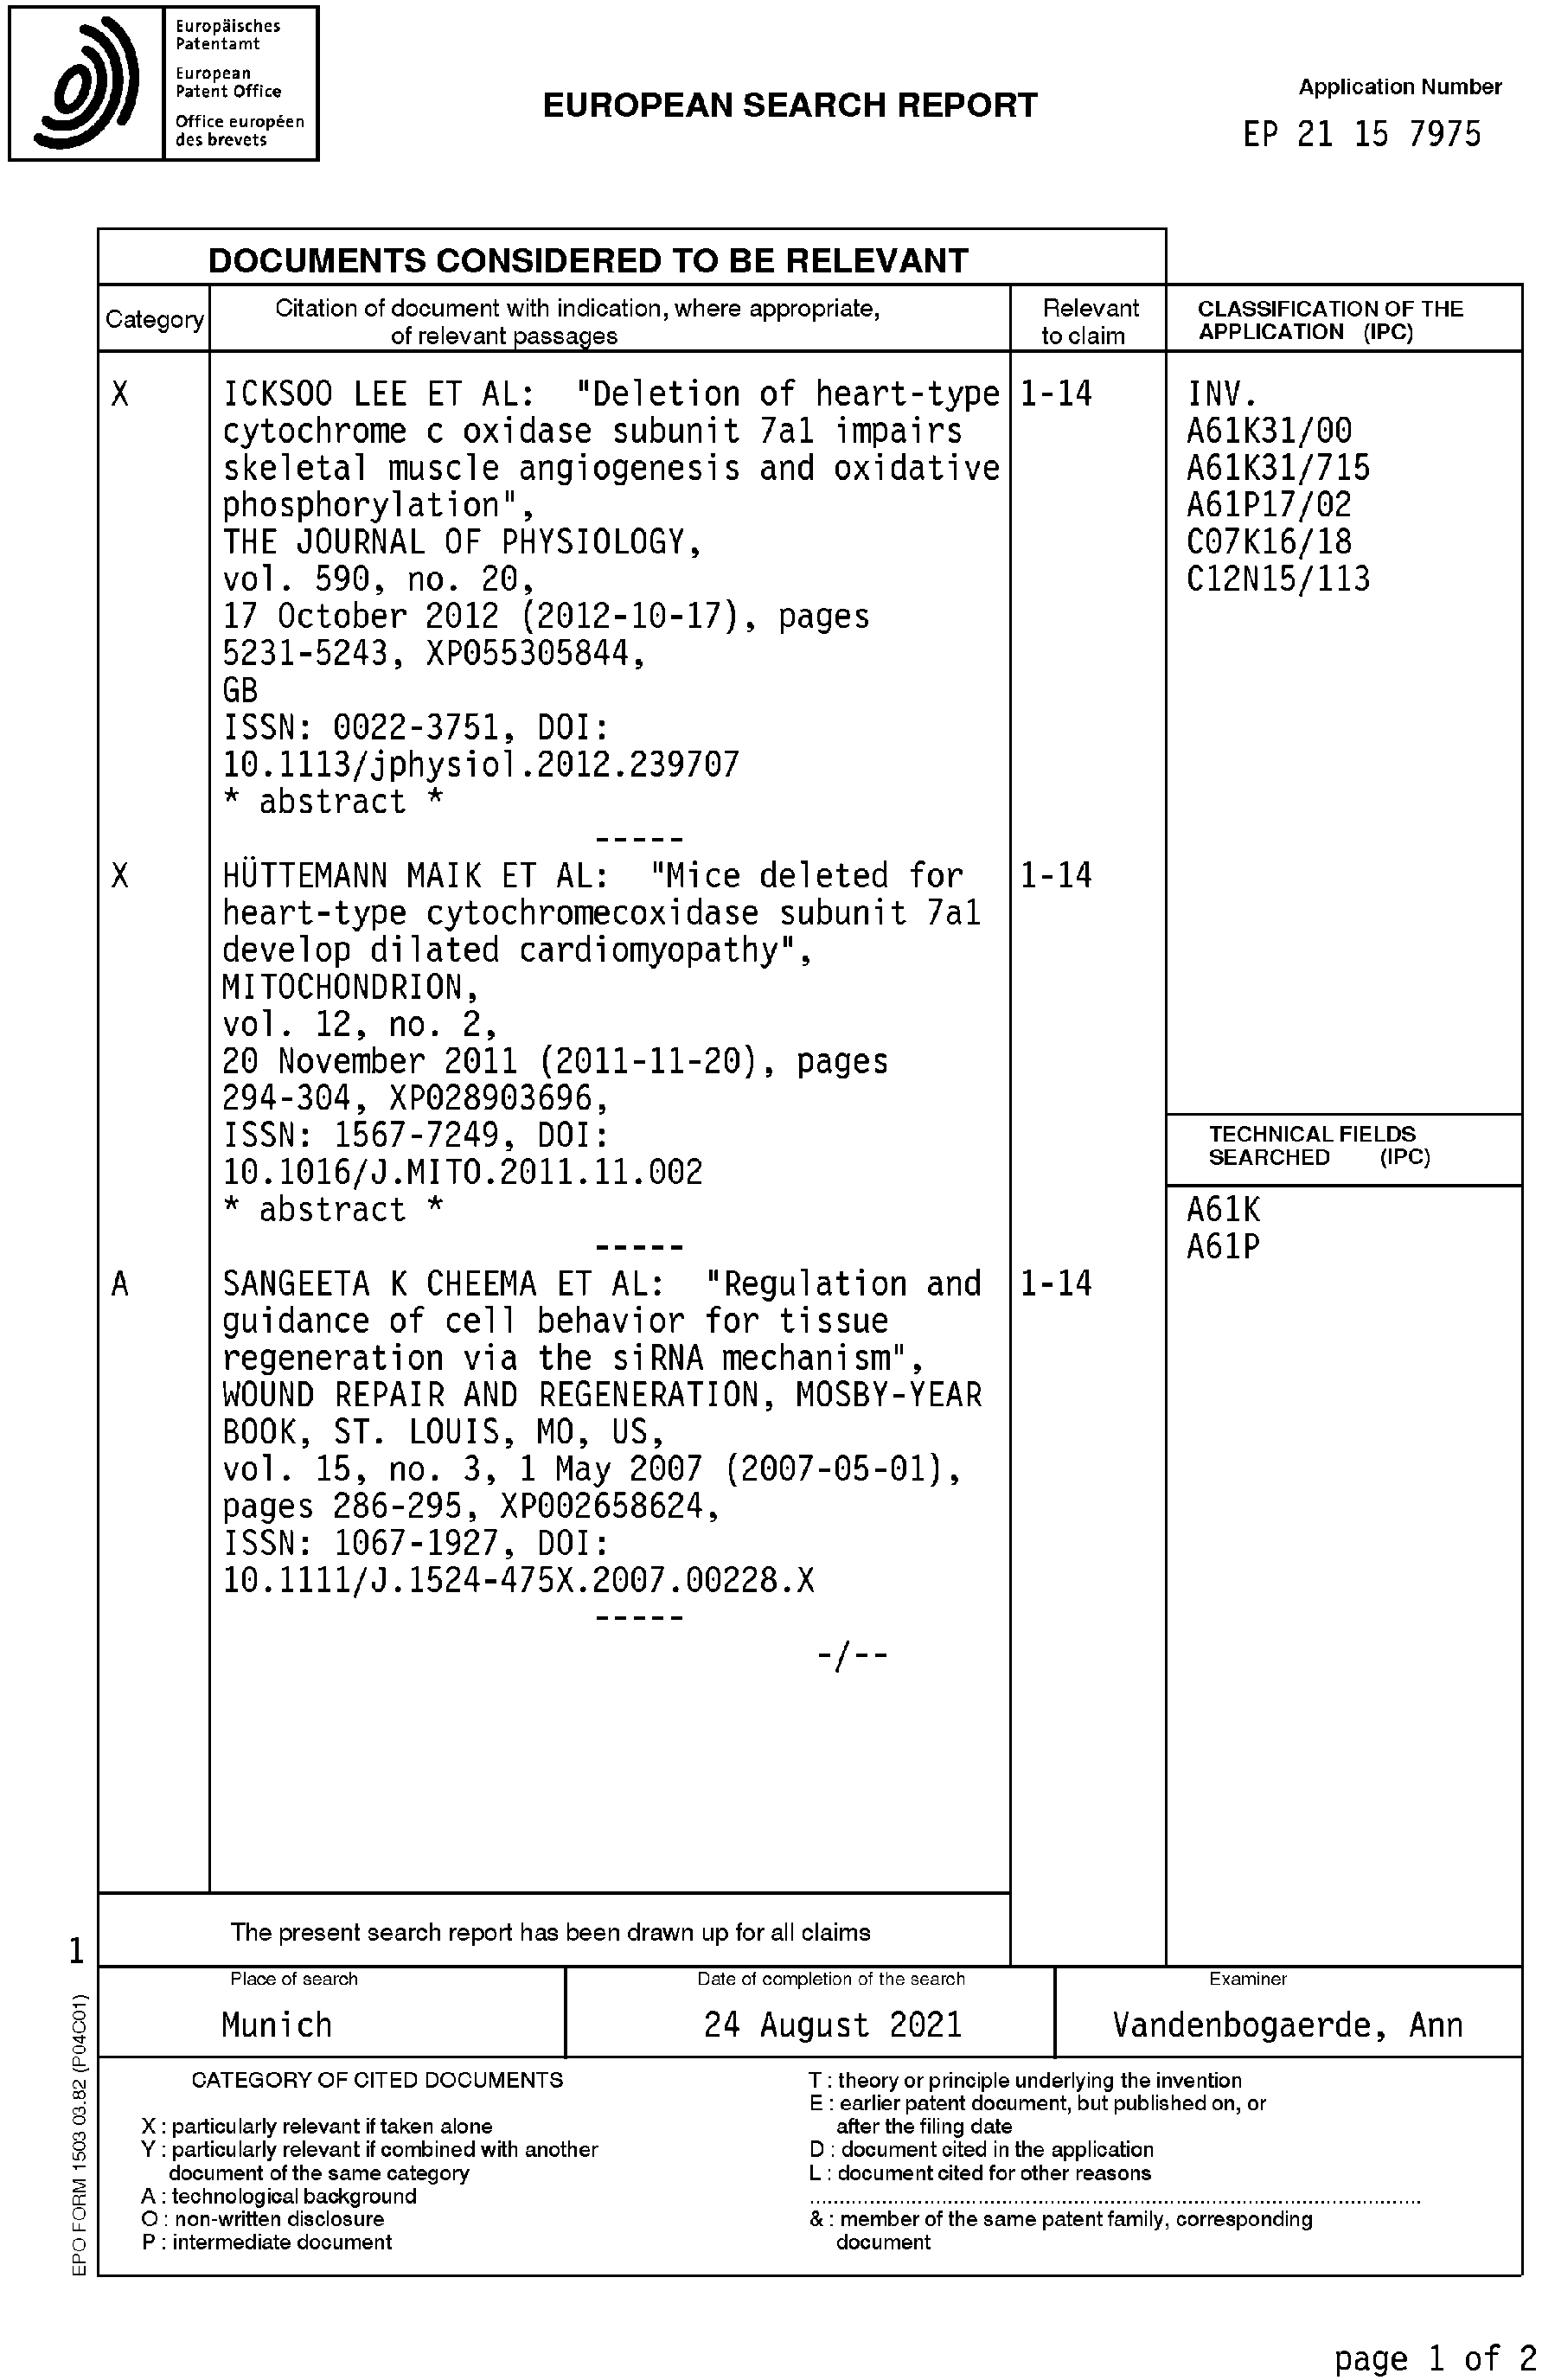 Europäisches
Patentamt
European
Patent Office
Office européen
des brevets
EUROPEAN SEARCH REPORT
Application Number
EP 21 15 7975
DOCUMENTS CONSIDERED TO BE RELEVANT
Category
Citation of document with indication, where appropriate,
of relevant passages
Relevant
to claim
CLASSIFICATION OF THE
APPLICATION (IPC)
X
ICKSOO LEE ET AL: "Deletion of heart-type
cytochrome c oxidase subunit 7a1 impairs
skeletal muscle angiogenesis and oxidative
phosphorylation",
THE JOURNAL OF PHYSIOLOGY,
vol. 590, no. 20,
17 October 2012 (2012-10-17), pages
5231-5243, XP055305844,
GB
ISSN: 0022-3751, DOI:
10.1113/jphysiol.2012.239707
* abstract *
-----
1-14
INV.
A61K31/00
A61K31/715
A61P17/02
C07K16/18
C12N15/113
X
HÜTTEMANN MAIK ET AL: "Mice deleted for
heart-type cytochromecoxidase subunit 7a1
develop dilated cardiomyopathy",
MITOCHONDRION,
vol. 12, no. 2,
20 November 2011 (2011-11-20), pages
294-304, XP028903696,
ISSN: 1567-7249, DOI:
10.1016/J.MITO.2011.11.002
* abstract *
-----
1-14
TECHNICAL FIELDS
SEARCHED (IPC)
A61K
A61P
A
SANGEETA K CHEEMA ET AL: "Regulation and
guidance of cell behavior for tissue
regeneration via the siRNA mechanism",
WOUND REPAIR AND REGENERATION, MOSBY-YEAR
BOOK, ST. LOUIS, MO, US,
vol. 15, no. 3, 1 May 2007 (2007-05-01),
pages 286-295, XP002658624,
ISSN: 1067-1927, DOI:
10.1111/J.1524-475X.2007.00228.X
-----
-/--
1-14
The present search report has been drawn up for all claims
1
Place of search
Munich
Date of completion of the search
24 August 2021
Examiner
Vandenbogaerde, Ann
CATEGORY OF CITED DOCUMENTS
X : particularly relevant if taken alone
Y : particularly relevant if combined with another
document of the same category
A : technological background
O : non-written disclosure
P : intermediate document
T : theory or principle underlying the invention
E : earlier patent document, but published on, or
after the filing date
D : document cited in the application
L : document cited for other reasons
& : member of the same patent family, corresponding
document
EPO FORM 1503 03.82 (P04C01)
page 1 of 2